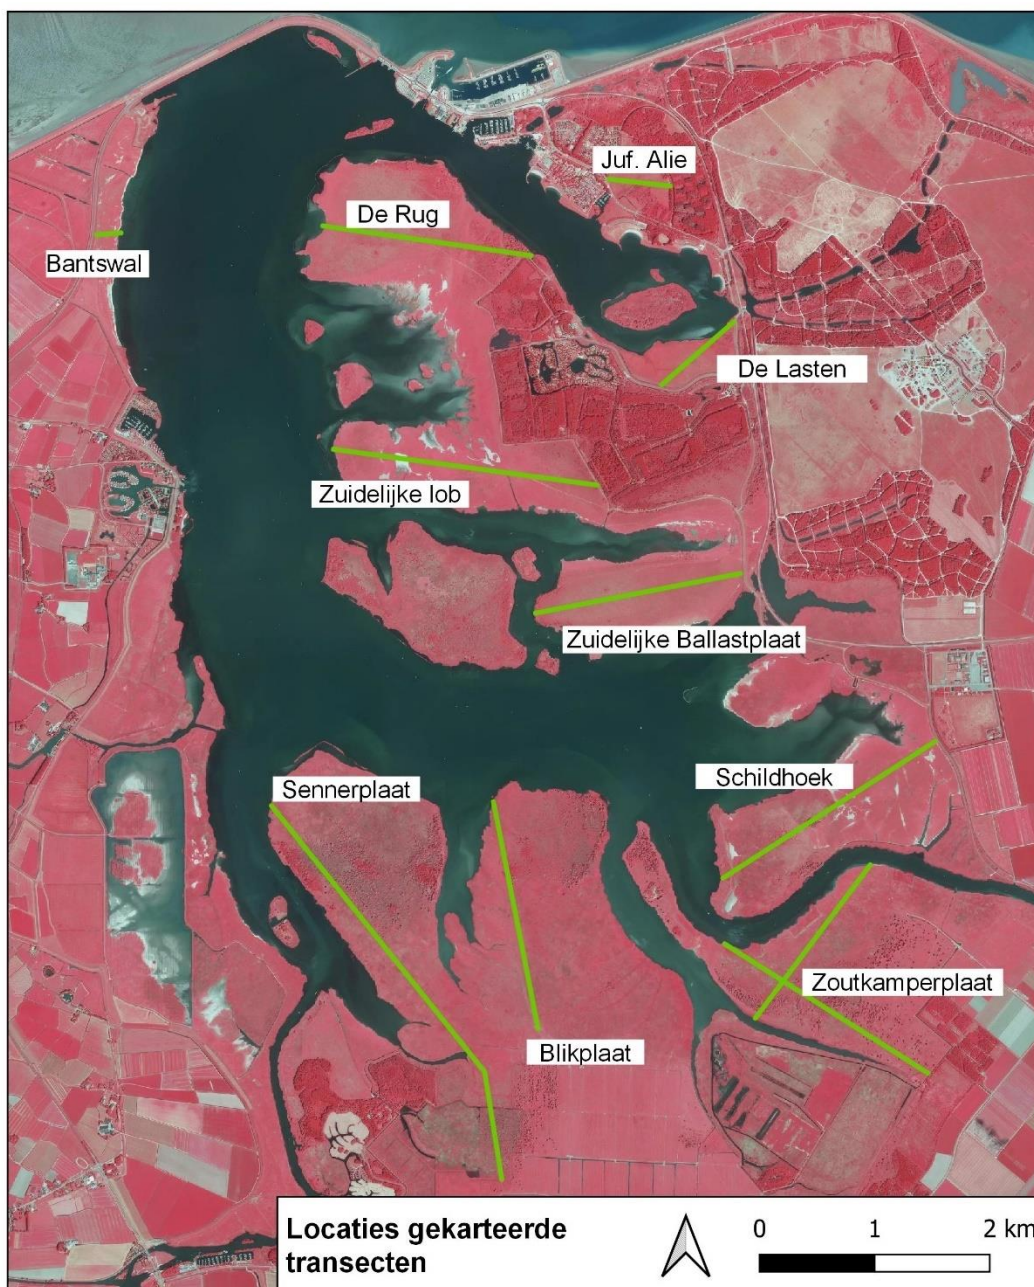 Juf. Alie
De Rug
Bantswal
De Lasten
Zuidelijke lob
Zuidelijke Ballastplaat
Schildhoek
Sennerplaat
Zoutkamperplaat
Blikplaat
Locaties gekarteerde
transecten
0 1 2 km